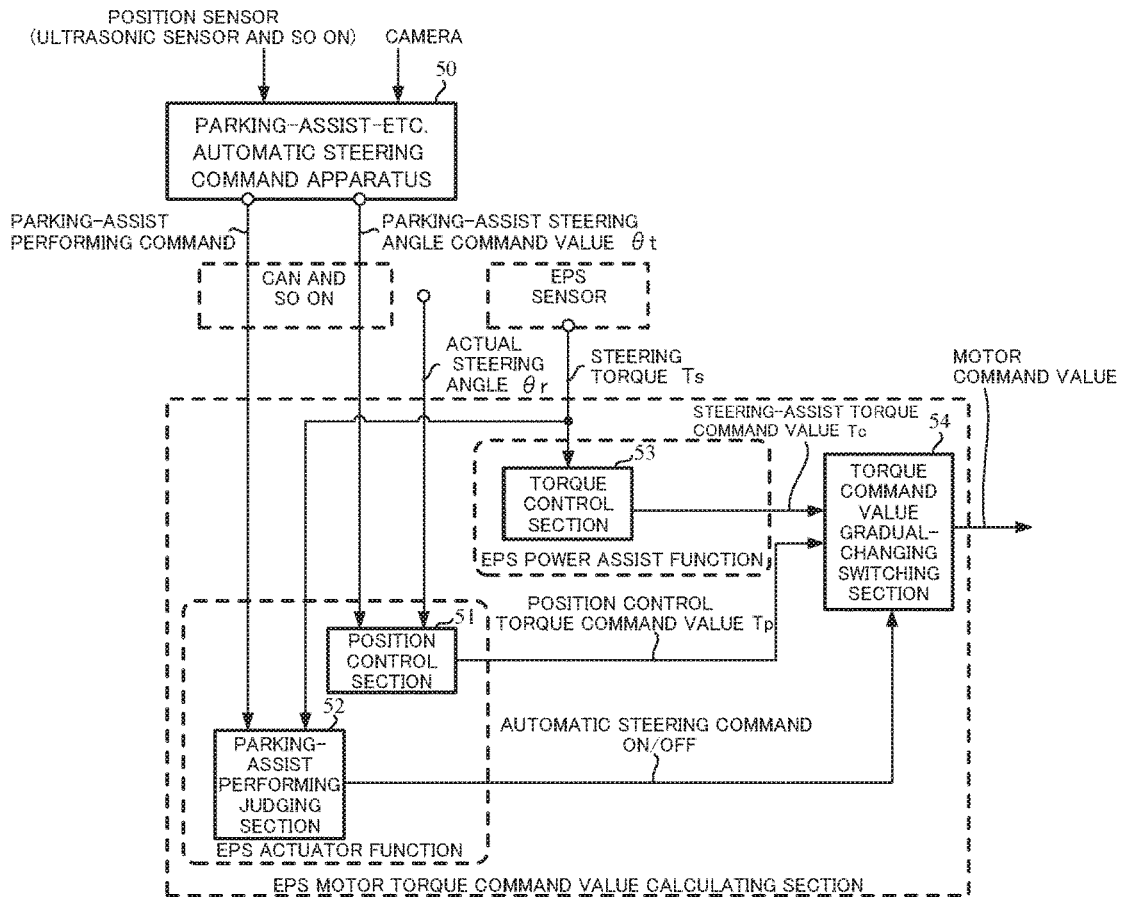 POSITION SENSOR
(ULTRASONIC SENSOR AND SO ON)
CAMERA
50
PARKING-ASSIST-ETC.
AUTOMATIC STEERING
COMMAND APPARATUS
PARKING-ASSIST
PERFORMING COMMAND
PARKING-ASSIST STEERING
ANGLE COMMAND VALUE θt
CAN AND
SO ON
EPS
SENSOR
ACTUAL
STEERING
ANGLE θr
STEERING
TORQUE Ts
MOTOR
COMMAND VALUE
STEERING-ASSIST TORQUE
COMMAND VALUE Tc
54
53
TORQUE
CONTROL
SECTION
EPS POWER ASSIST FUNCTION
TORQUE
COMMAND
VALUE
GRADUAL-
CHANGING
SWITCHING
SECTION
POSITION CONTROL
TORQUE COMMAND VALUE Tp
51
POSITION
CONTROL
SECTION
52
PARKING-
ASSIST
PERFORMING
JUDGING
SECTION
AUTOMATIC STEERING COMMAND
ON/OFF
EPS ACTUATOR FUNCTION
EPS MOTOR TORQUE COMMAND VALUE CALCULATING SECTION